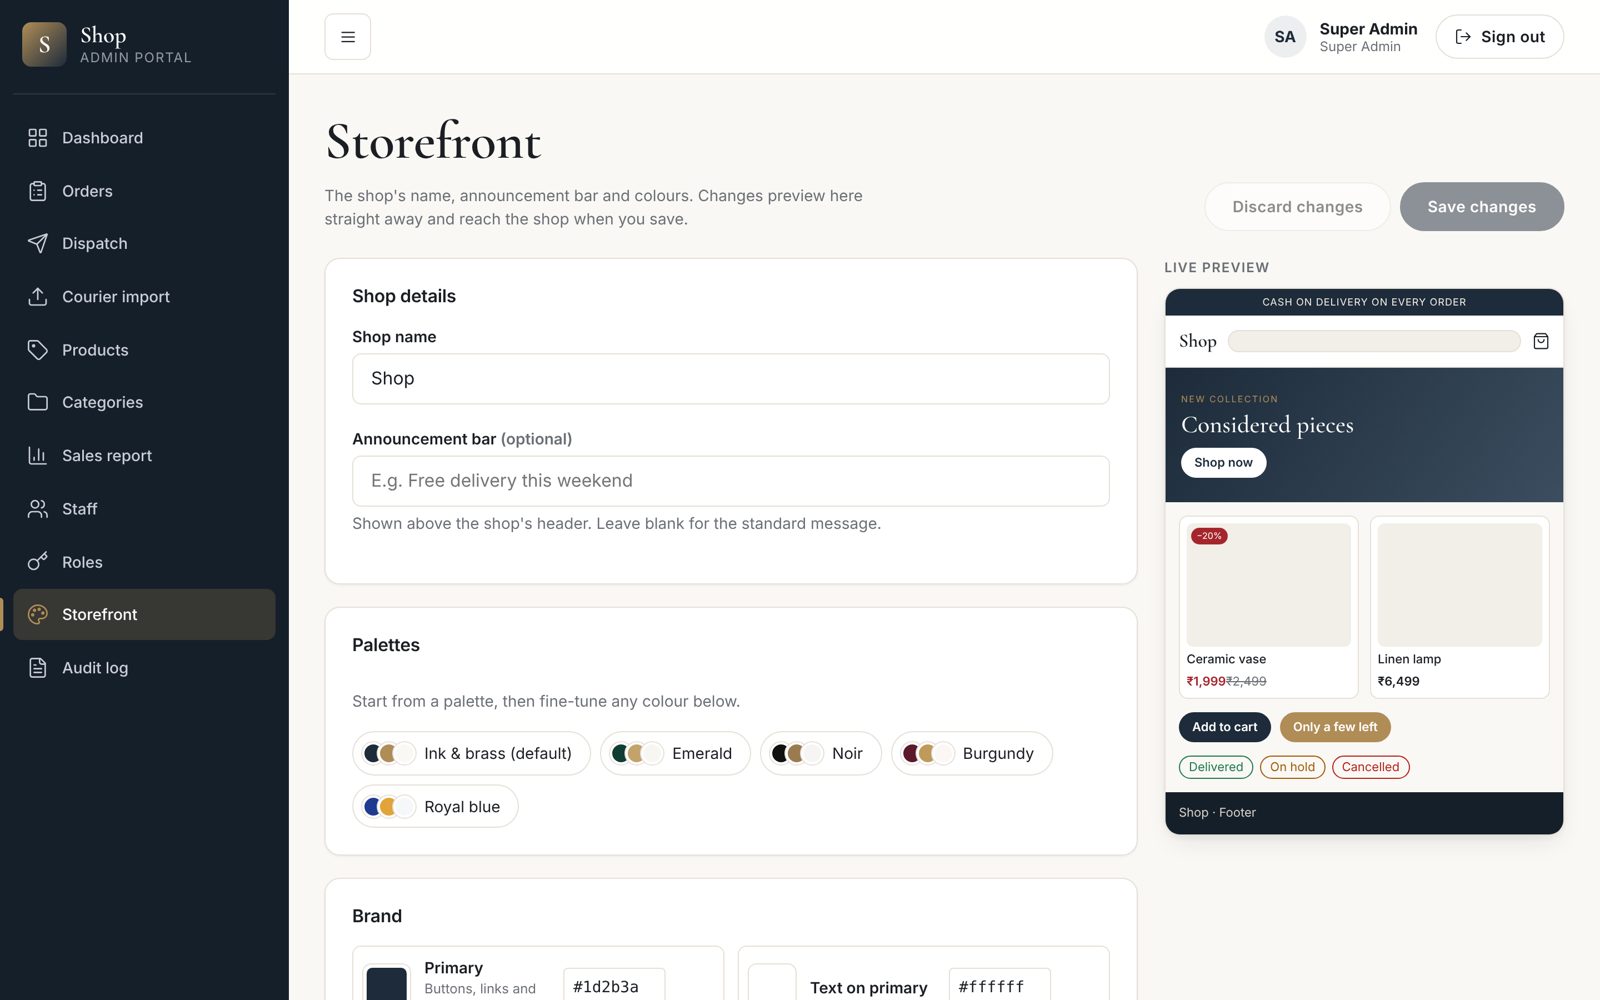 S
Shop
ADMIN PORTAL
Dashboard
Orders
Dispatch
Courier import
Products
Categories
Sales report
Staff
Roles
Storefront
Audit log
SA
Super Admin
Super Admin
Sign out
Storefront
The shop's name, announcement bar and colours. Changes preview here
straight away and reach the shop when you save.
Discard changes
Save changes
Shop details
Shop name
Shop
Announcement bar (optional)
E.g. Free delivery this weekend
Shown above the shop's header. Leave blank for the standard message.
Palettes
Start from a palette, then fine-tune any colour below.
Ink & brass (default)
Emerald
Noir
Burgundy
Royal blue
Brand
Primary
Buttons, links and
#1d2b3a
Text on primary
#ffffff
LIVE PREVIEW
CASH ON DELIVERY ON EVERY ORDER
Shop
NEW COLLECTION
Considered pieces
Shop now
−20%
Ceramic vase
₹1,999 ₹2,499
Linen lamp
₹6,499
Add to cart
Only a few left
Delivered
On hold
Cancelled
Shop · Footer